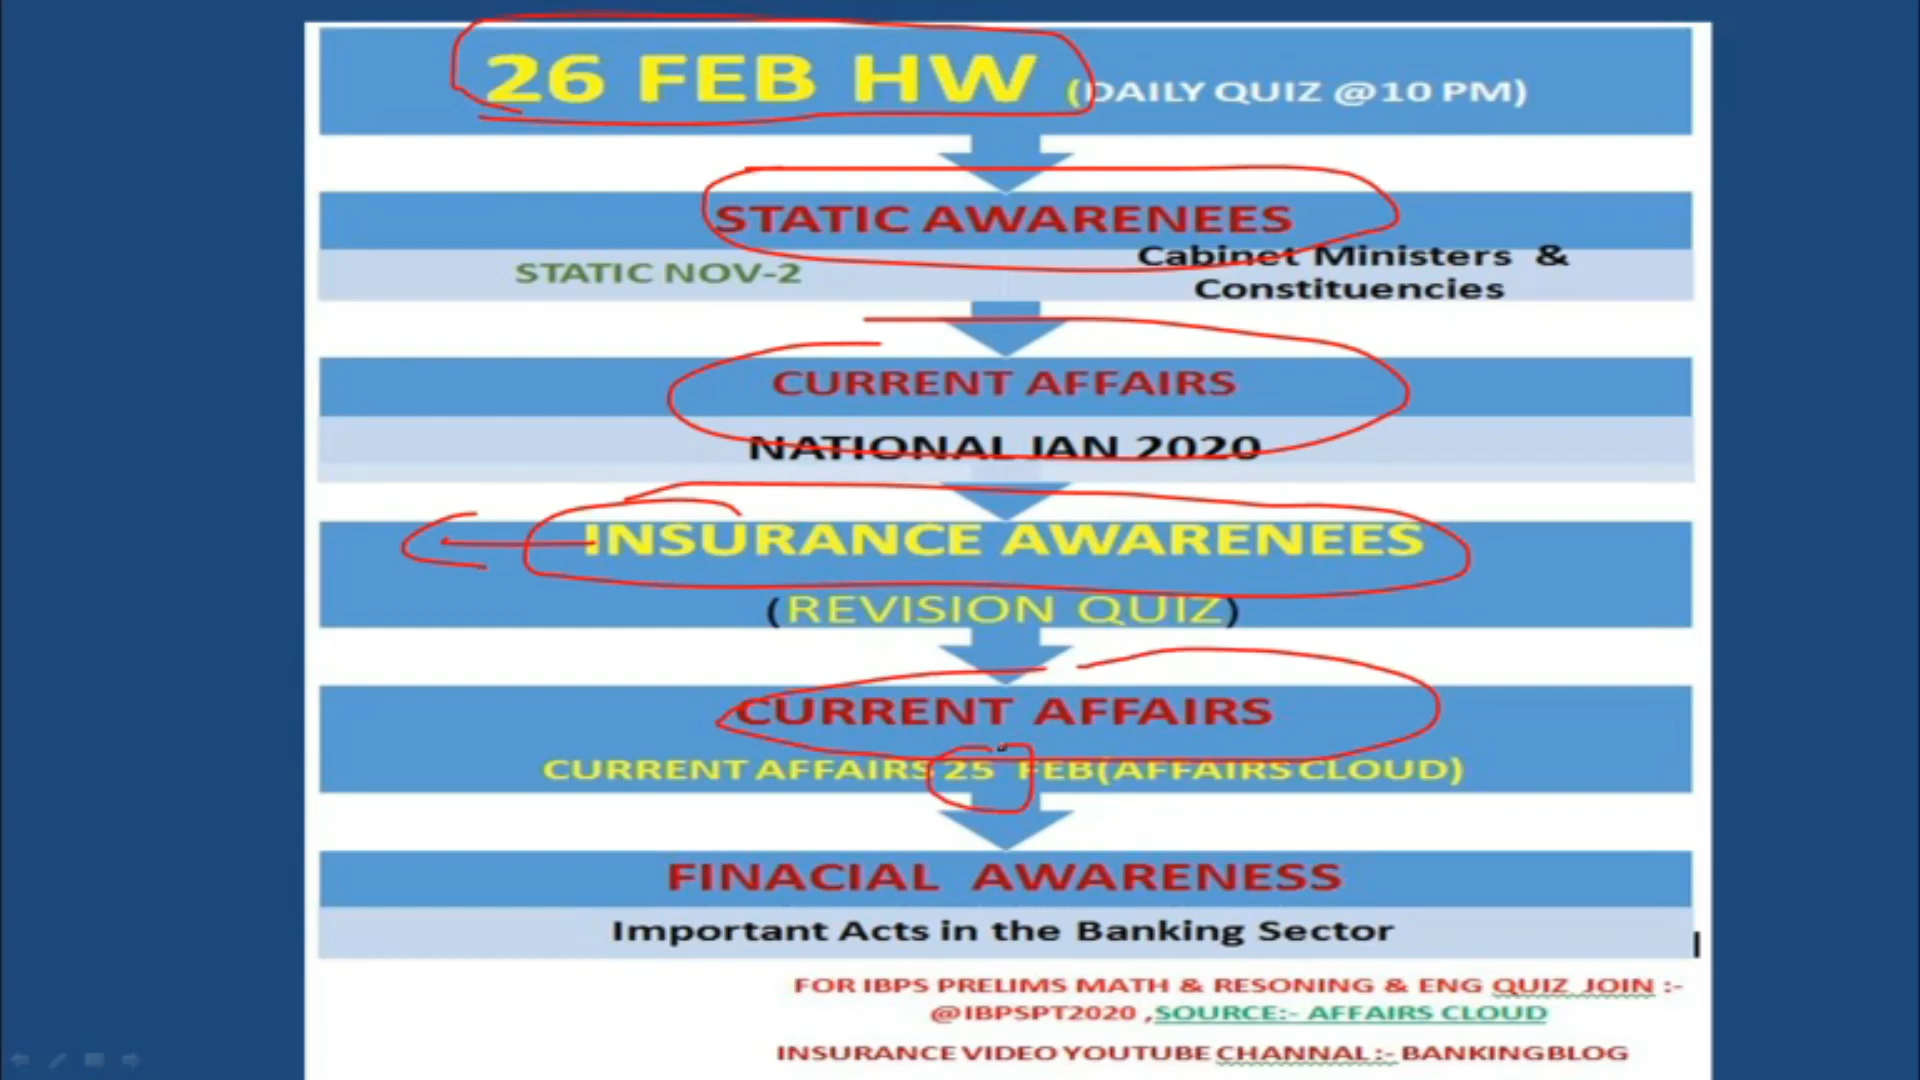 26 FEB HW (DAILY QUIZ @10 PM)
STATIC AWARENEES
STATIC NOV-2
Cabinet Ministers &
Constituencies
CURRENT AFFAIRS
NATIONAL JAN 2020
INSURANCE AWARENEES
(REVISION QUIZ)
CURRENT AFFAIRS
CURRENT AFFAIRS 25 FEB(AFFAIRS CLOUD)
FINACIAL AWARENESS
Important Acts in the Banking Sector
FOR IBPS PRELIMS MATH & RESONING & ENG QUIZ JOIN :-
@IBPSPT2020 ,SOURCE:- AFFAIRS CLOUD
INSURANCE VIDEO YOUTUBE CHANNAL :- BANKINGBLOG